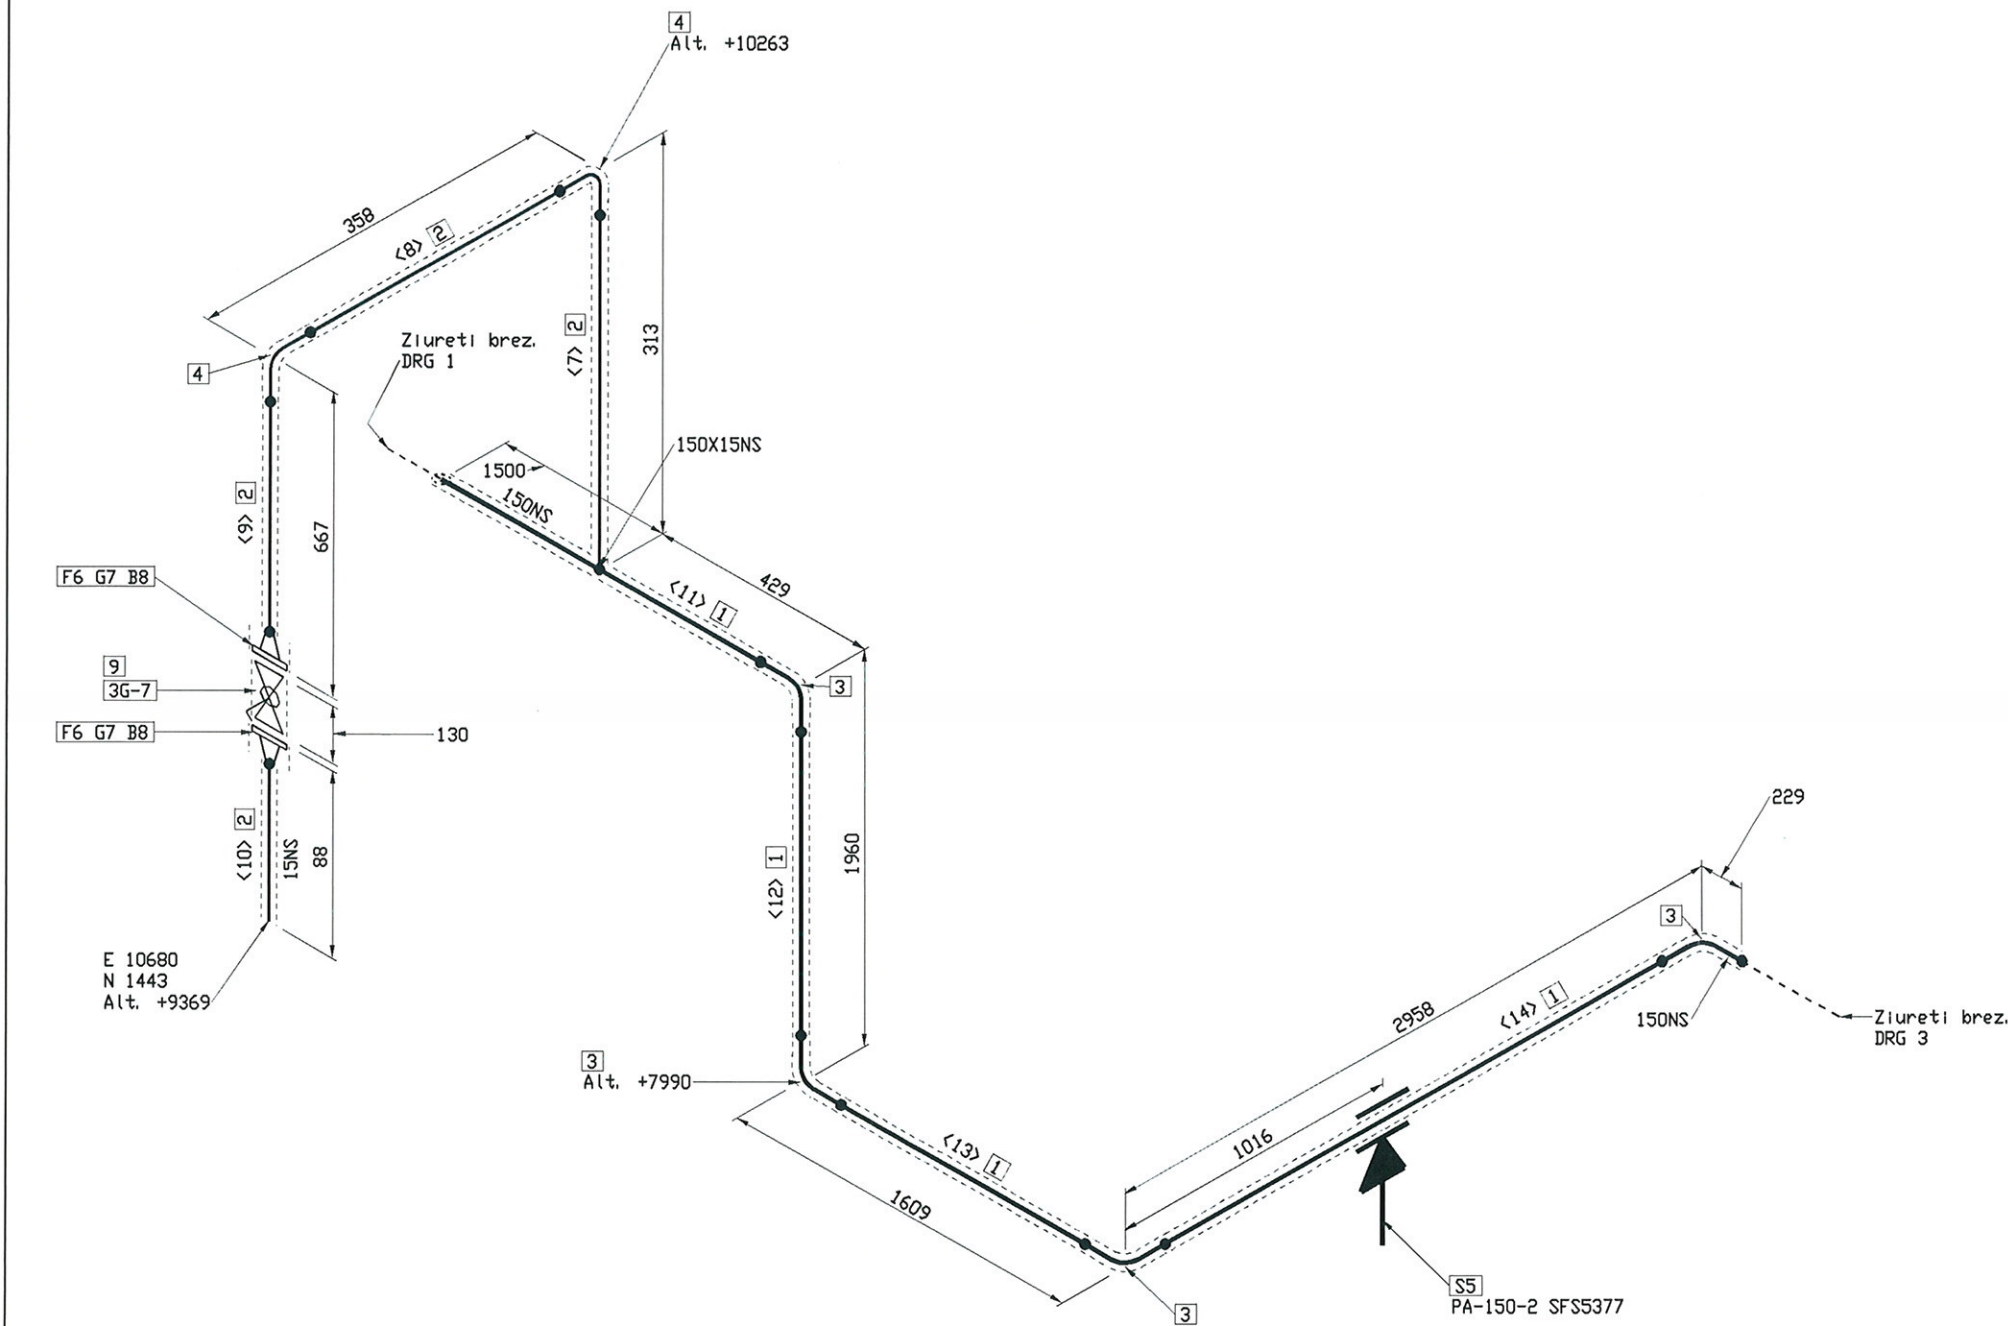 4
Alt. +10263
358
<8> 2
Ziureti brez.
DRG 1
<7> 2
313
4
150X15NS
1500
150NS
<9> 2
667
F6 G7 B8
<11> 1
429
9
3G-7
3
F6 G7 B8
130
<10> 2
15NS
88
<12> 1
1960
229
3
E 10680
N 1443
Alt. +9369
2958
<14> 1
150NS
Ziureti brez.
DRG 3
3
Alt. +7990
<13> 1
1016
1609
S5
PA-150-2 SFS5377
3